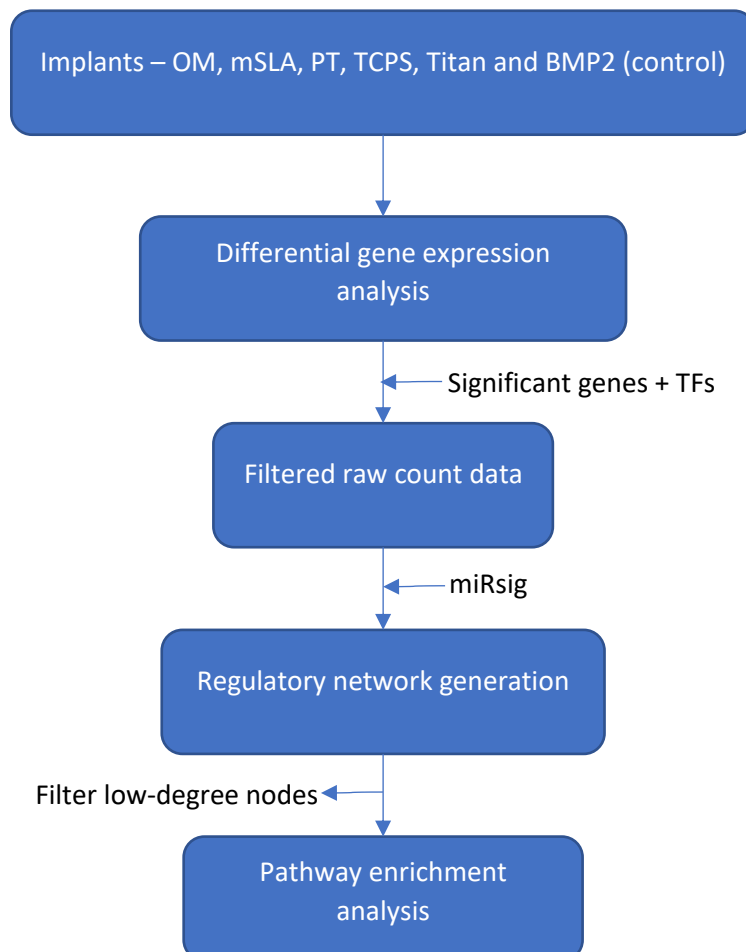 Implants – OM, mSLA, PT, TCPS, Titan and BMP2 (control)
Differential gene expression
analysis
Significant genes + TFs
Filtered raw count data
miRsig
Regulatory network generation
Filter low-degree nodes
Pathway enrichment
analysis